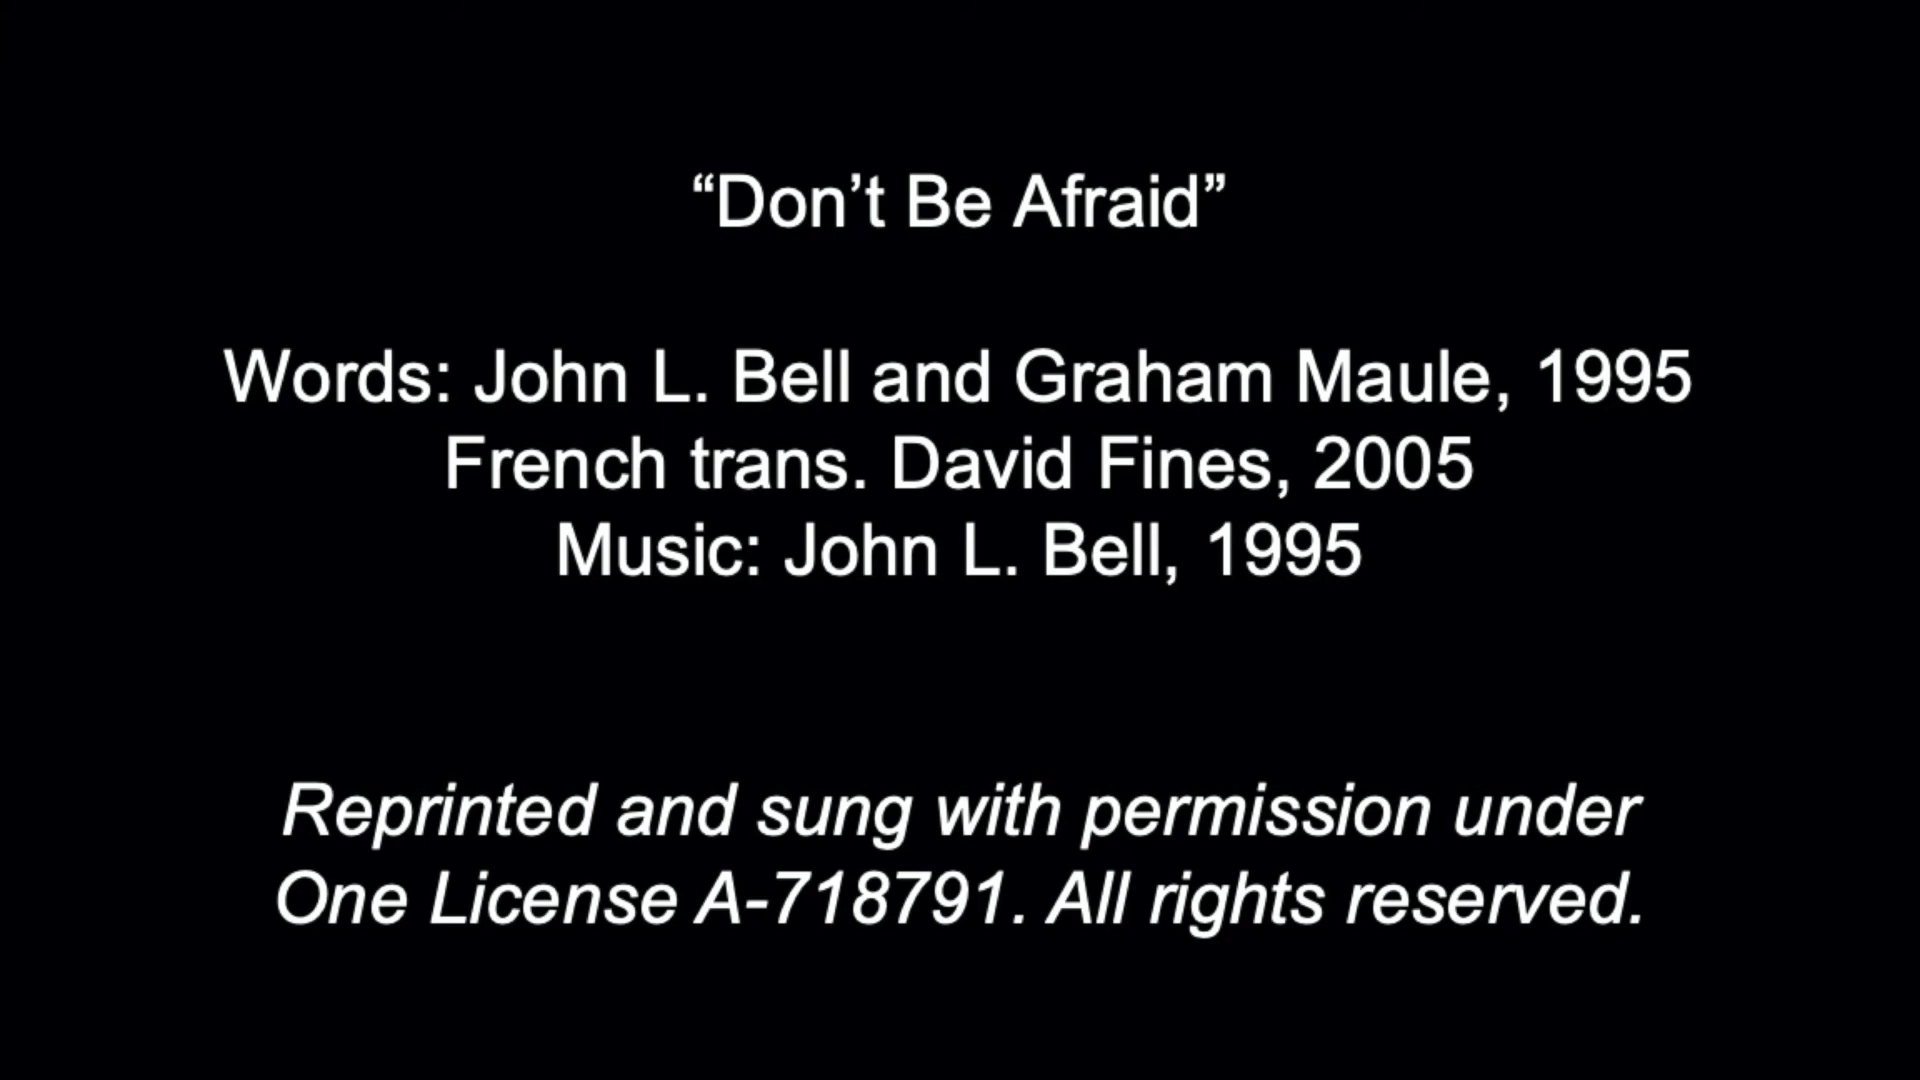 “Don’t Be Afraid”
Words: John L. Bell and Graham Maule, 1995
French trans. David Fines, 2005
Music: John L. Bell, 1995
Reprinted and sung with permission under
One License A-718791. All rights reserved.